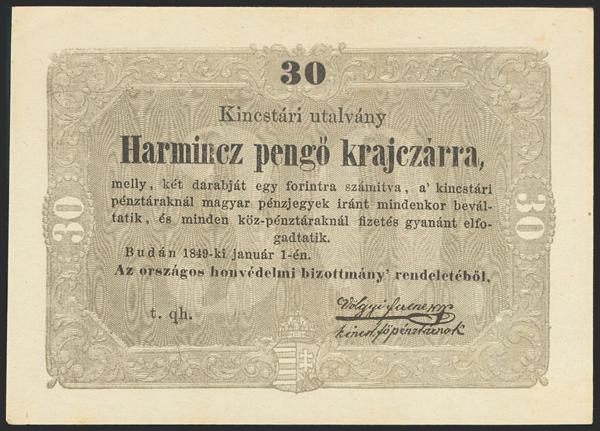 30
Kincstári utalvány
Harmincz pengő krajczárra,
melly, két darabját egy forintra számitva, a' kincstári
pénztáraknál magyar pénzjegyek iránt mindenkor bevál-
tatik, és minden köz-pénztáraknál fizetés gyanánt elfo-
gadtatik.
Budán 1849-ki január 1-én.
Az országos honvédelmi bizottmány' rendeletéből.
30
30
t. qh.
kincst. főpénztárnok